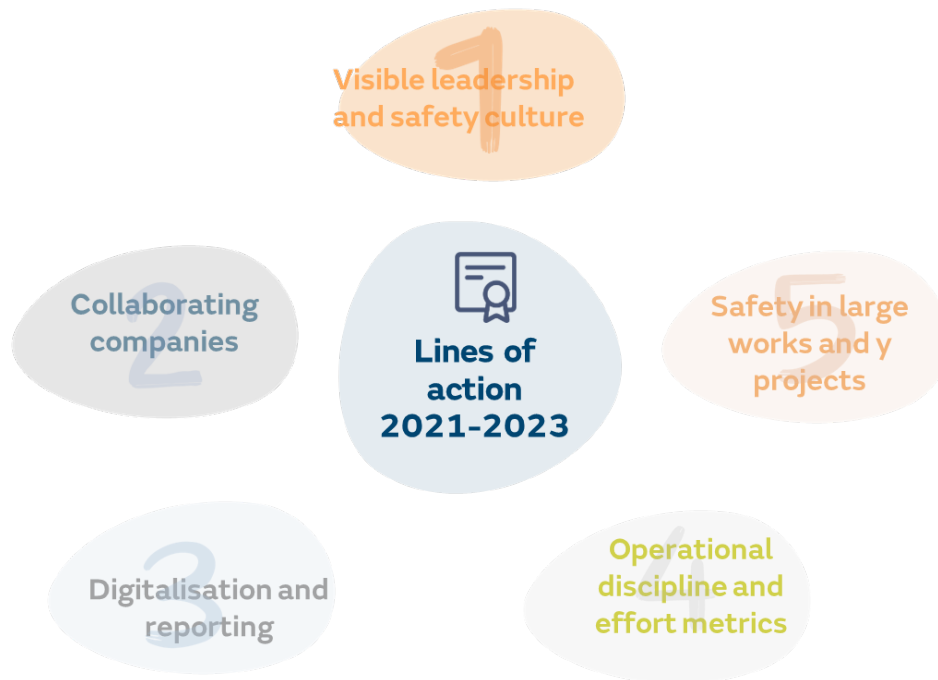 1
Visible leadership
and safety culture
2
Collaborating
companies
Lines of
action
2021-2023
5
Safety in large
works and y
projects
3
Digitalisation and
reporting
4
Operational
discipline and
effort metrics